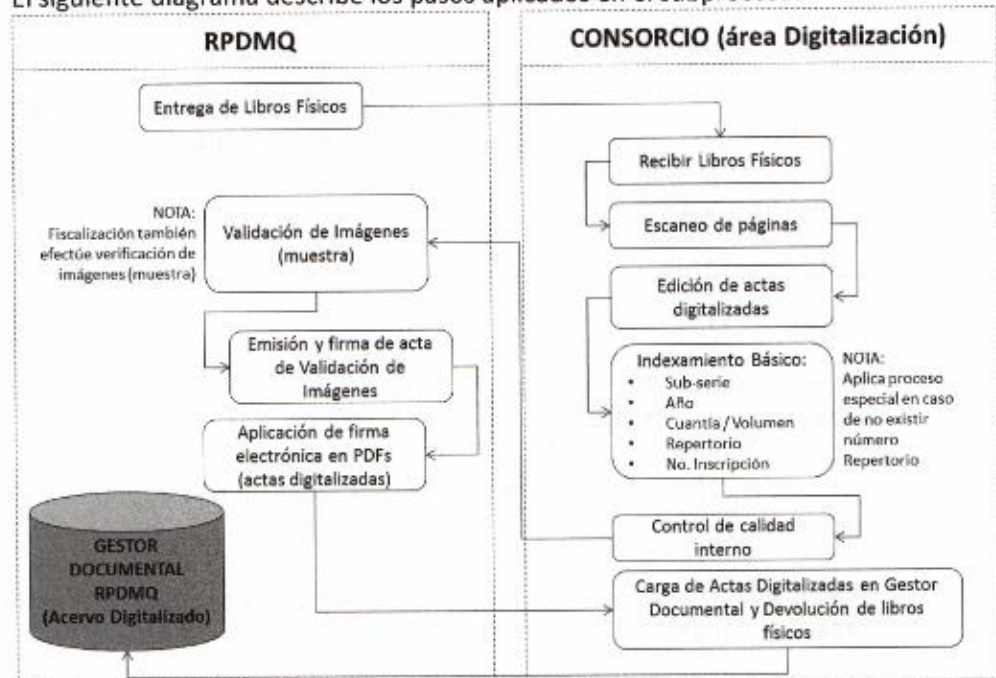 El siguiente diagrama describe los pasos aplicados en el subproceso
RPDMQ
CONSORCIO (área Digitalización)
Entrega de Libros Físicos
Recibir Libros Físicos
Escaneo de páginas
Edición de actas
digitalizadas
Indexamiento Básico:
• Sub-serie
• Año
• Cuantía / Volumen
• Repertorio
• No. Inscripción
NOTA:
Aplica proceso
especial en caso
de no existir
número
Repertorio
Control de calidad
interno
NOTA:
Fiscalización también
efectúe verificación de
imágenes (muestra)
Validación de Imágenes
(muestra)
Emisión y firma de acta
de Validación de
Imágenes
Aplicación de firma
electrónica en PDFs
(actas digitalizadas)
Carga de Actas Digitalizadas en Gestor
Documental y Devolución de libros
físicos
GESTOR
DOCUMENTAL
RPDMQ
(Acervo Digitalizado)